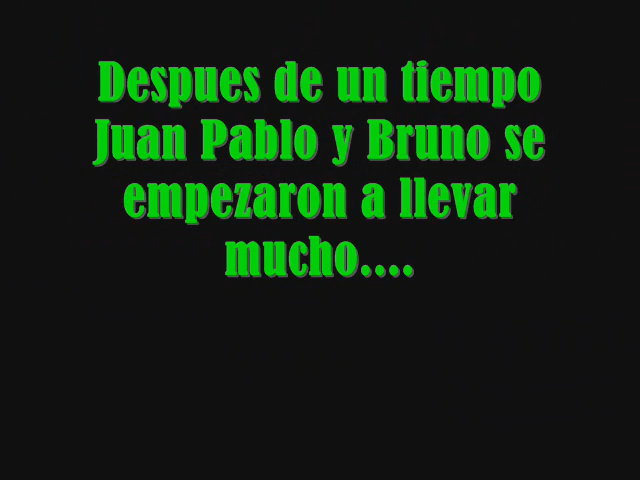 Despues de un tiempo
Juan Pablo y Bruno se
empezaron a llevar
mucho....